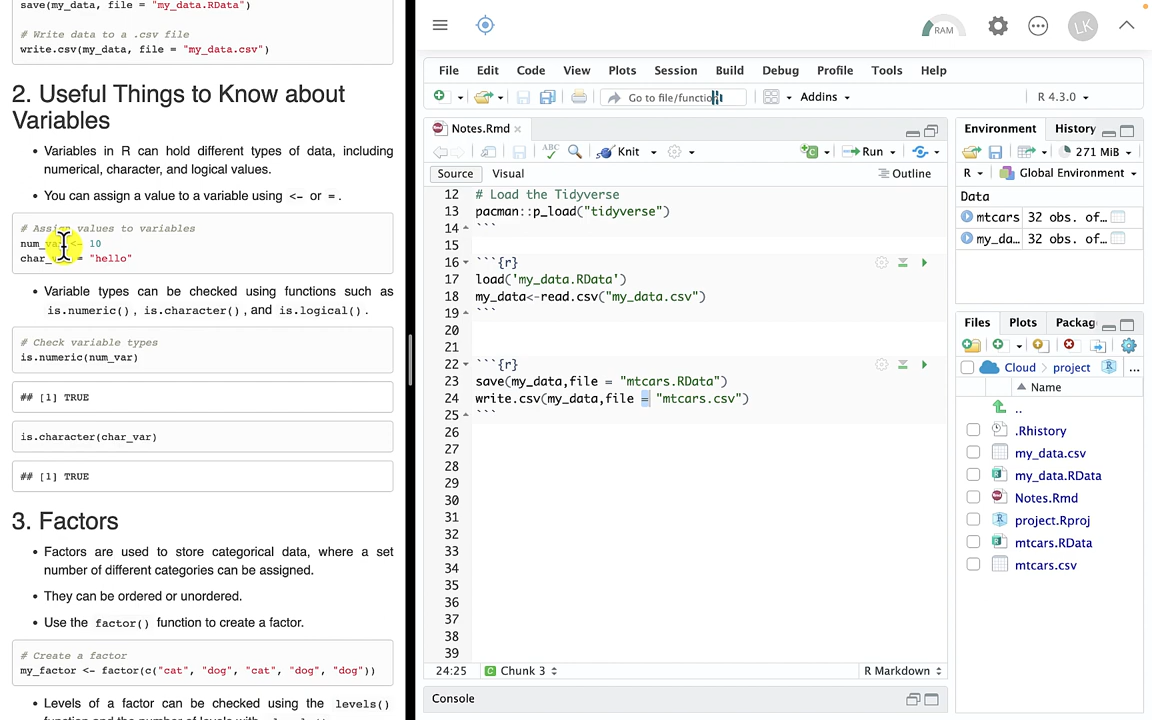 save(my_data, file = "my_data.RData")
# Write data to a .csv file
write.csv(my_data, file = "my_data.csv")
2. Useful Things to Know about
Variables
• Variables in R can hold different types of data, including
numerical, character, and logical values.
• You can assign a value to a variable using <- or =.
# Assign values to variables
num_var <- 10
char_var = "hello"
• Variable types can be checked using functions such as
is.numeric(), is.character(), and is.logical().
# Check variable types
is.numeric(num_var)
## [1] TRUE
is.character(char_var)
## [1] TRUE
3. Factors
• Factors are used to store categorical data, where a set
number of different categories can be assigned.
• They can be ordered or unordered.
• Use the factor() function to create a factor.
# Create a factor
my_factor <- factor(c("cat", "dog", "cat", "dog", "dog"))
• Levels of a factor can be checked using the levels()
function and the number of levels with
RAM
LK
File Edit Code View Plots Session Build Debug Profile Tools Help
Go to file/function
Addins
R 4.3.0
Notes.Rmd
Knit
Run
Source Visual
Outline
12 # Load the Tidyverse
13 pacman::p_load("tidyverse")
14 ```
15
16 ```{r}
17 load('my_data.RData')
18 my_data<-read.csv("my_data.csv")
19 ```
20
21
22 ```{r}
23 save(my_data,file = "mtcars.RData")
24 write.csv(my_data,file = "mtcars.csv")
25 ```
26
27
28
29
30
31
32
33
34
35
36
37
38
39
24:25 Chunk 3 R Markdown
Console
Environment History
271 MiB
R Global Environment
Data
mtcars 32 obs. of…
my_da… 32 obs. of…
Files Plots Packag
Cloud > project ...
Name
..
.Rhistory
my_data.csv
my_data.RData
Notes.Rmd
project.Rproj
mtcars.RData
mtcars.csv